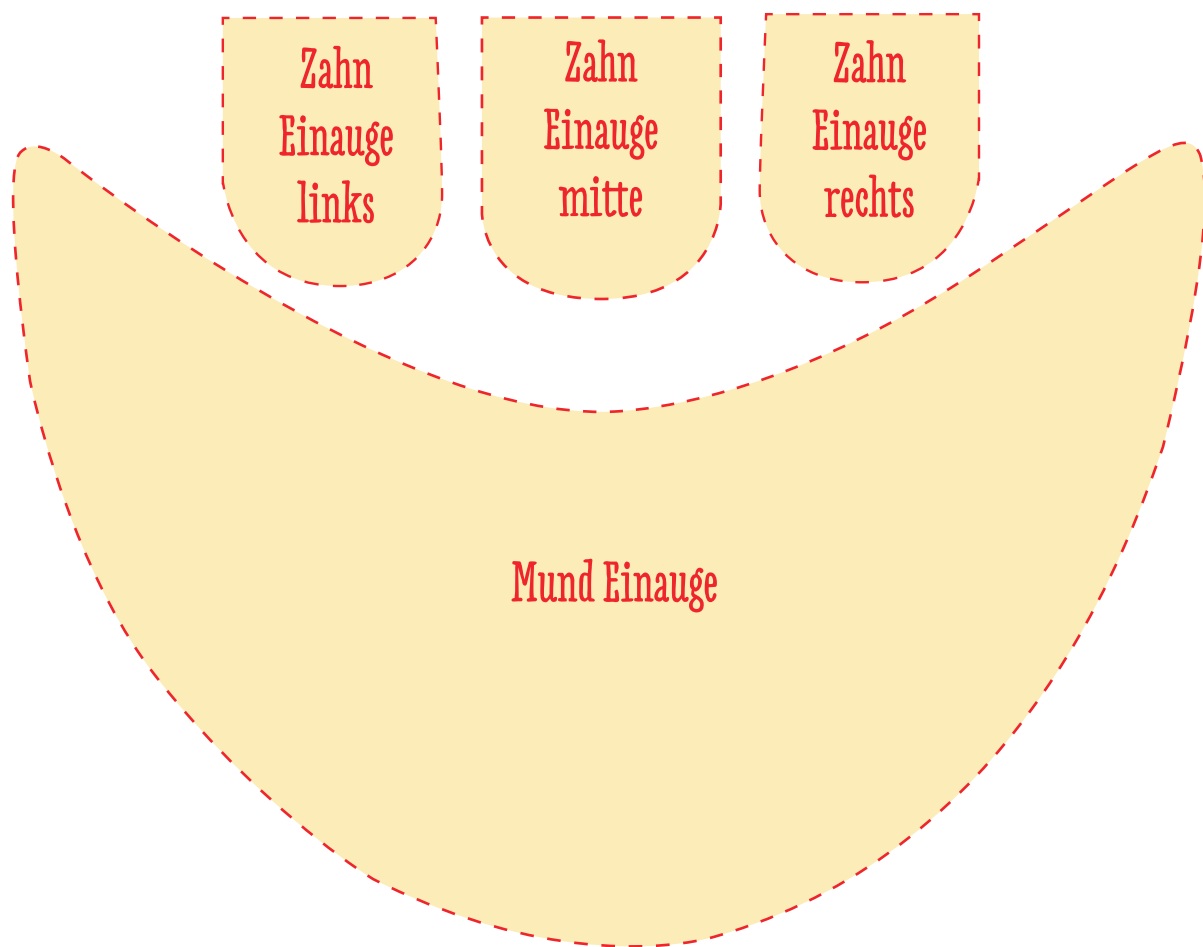 Zahn
Einauge
links
Zahn
Einauge
mitte
Zahn
Einauge
rechts
Mund Einauge